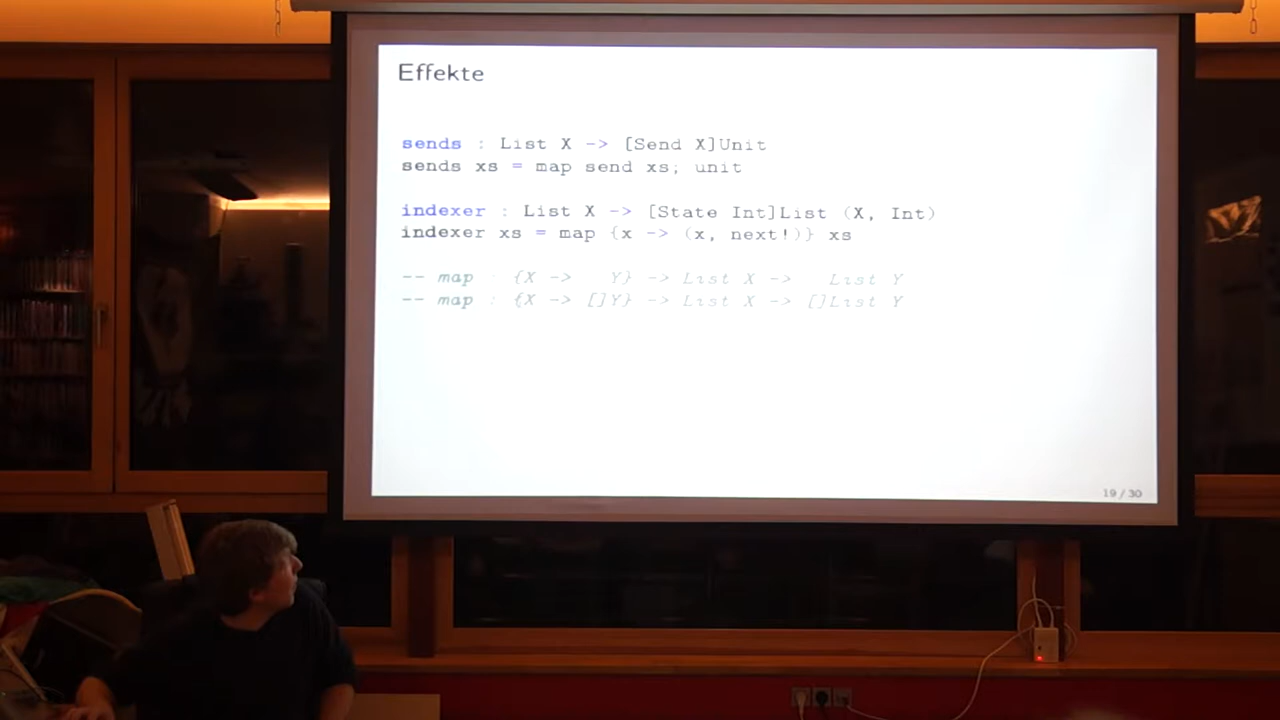 Effekte
sends : List X -> [Send X]Unit
sends xs = map send xs; unit
indexer : List X -> [State Int]List (X, Int)
indexer xs = map {x -> (x, next!)} xs
-- map : {X ->   Y} -> List X ->   List Y
-- map : {X -> []Y} -> List X -> []List Y
19 / 30